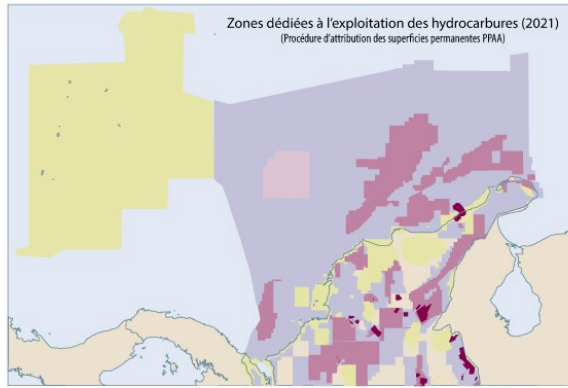 Zones dédiées à l'exploitation des hydrocarbures (2021)
(Procédure d'attribution des superficies permanentes PPAA)